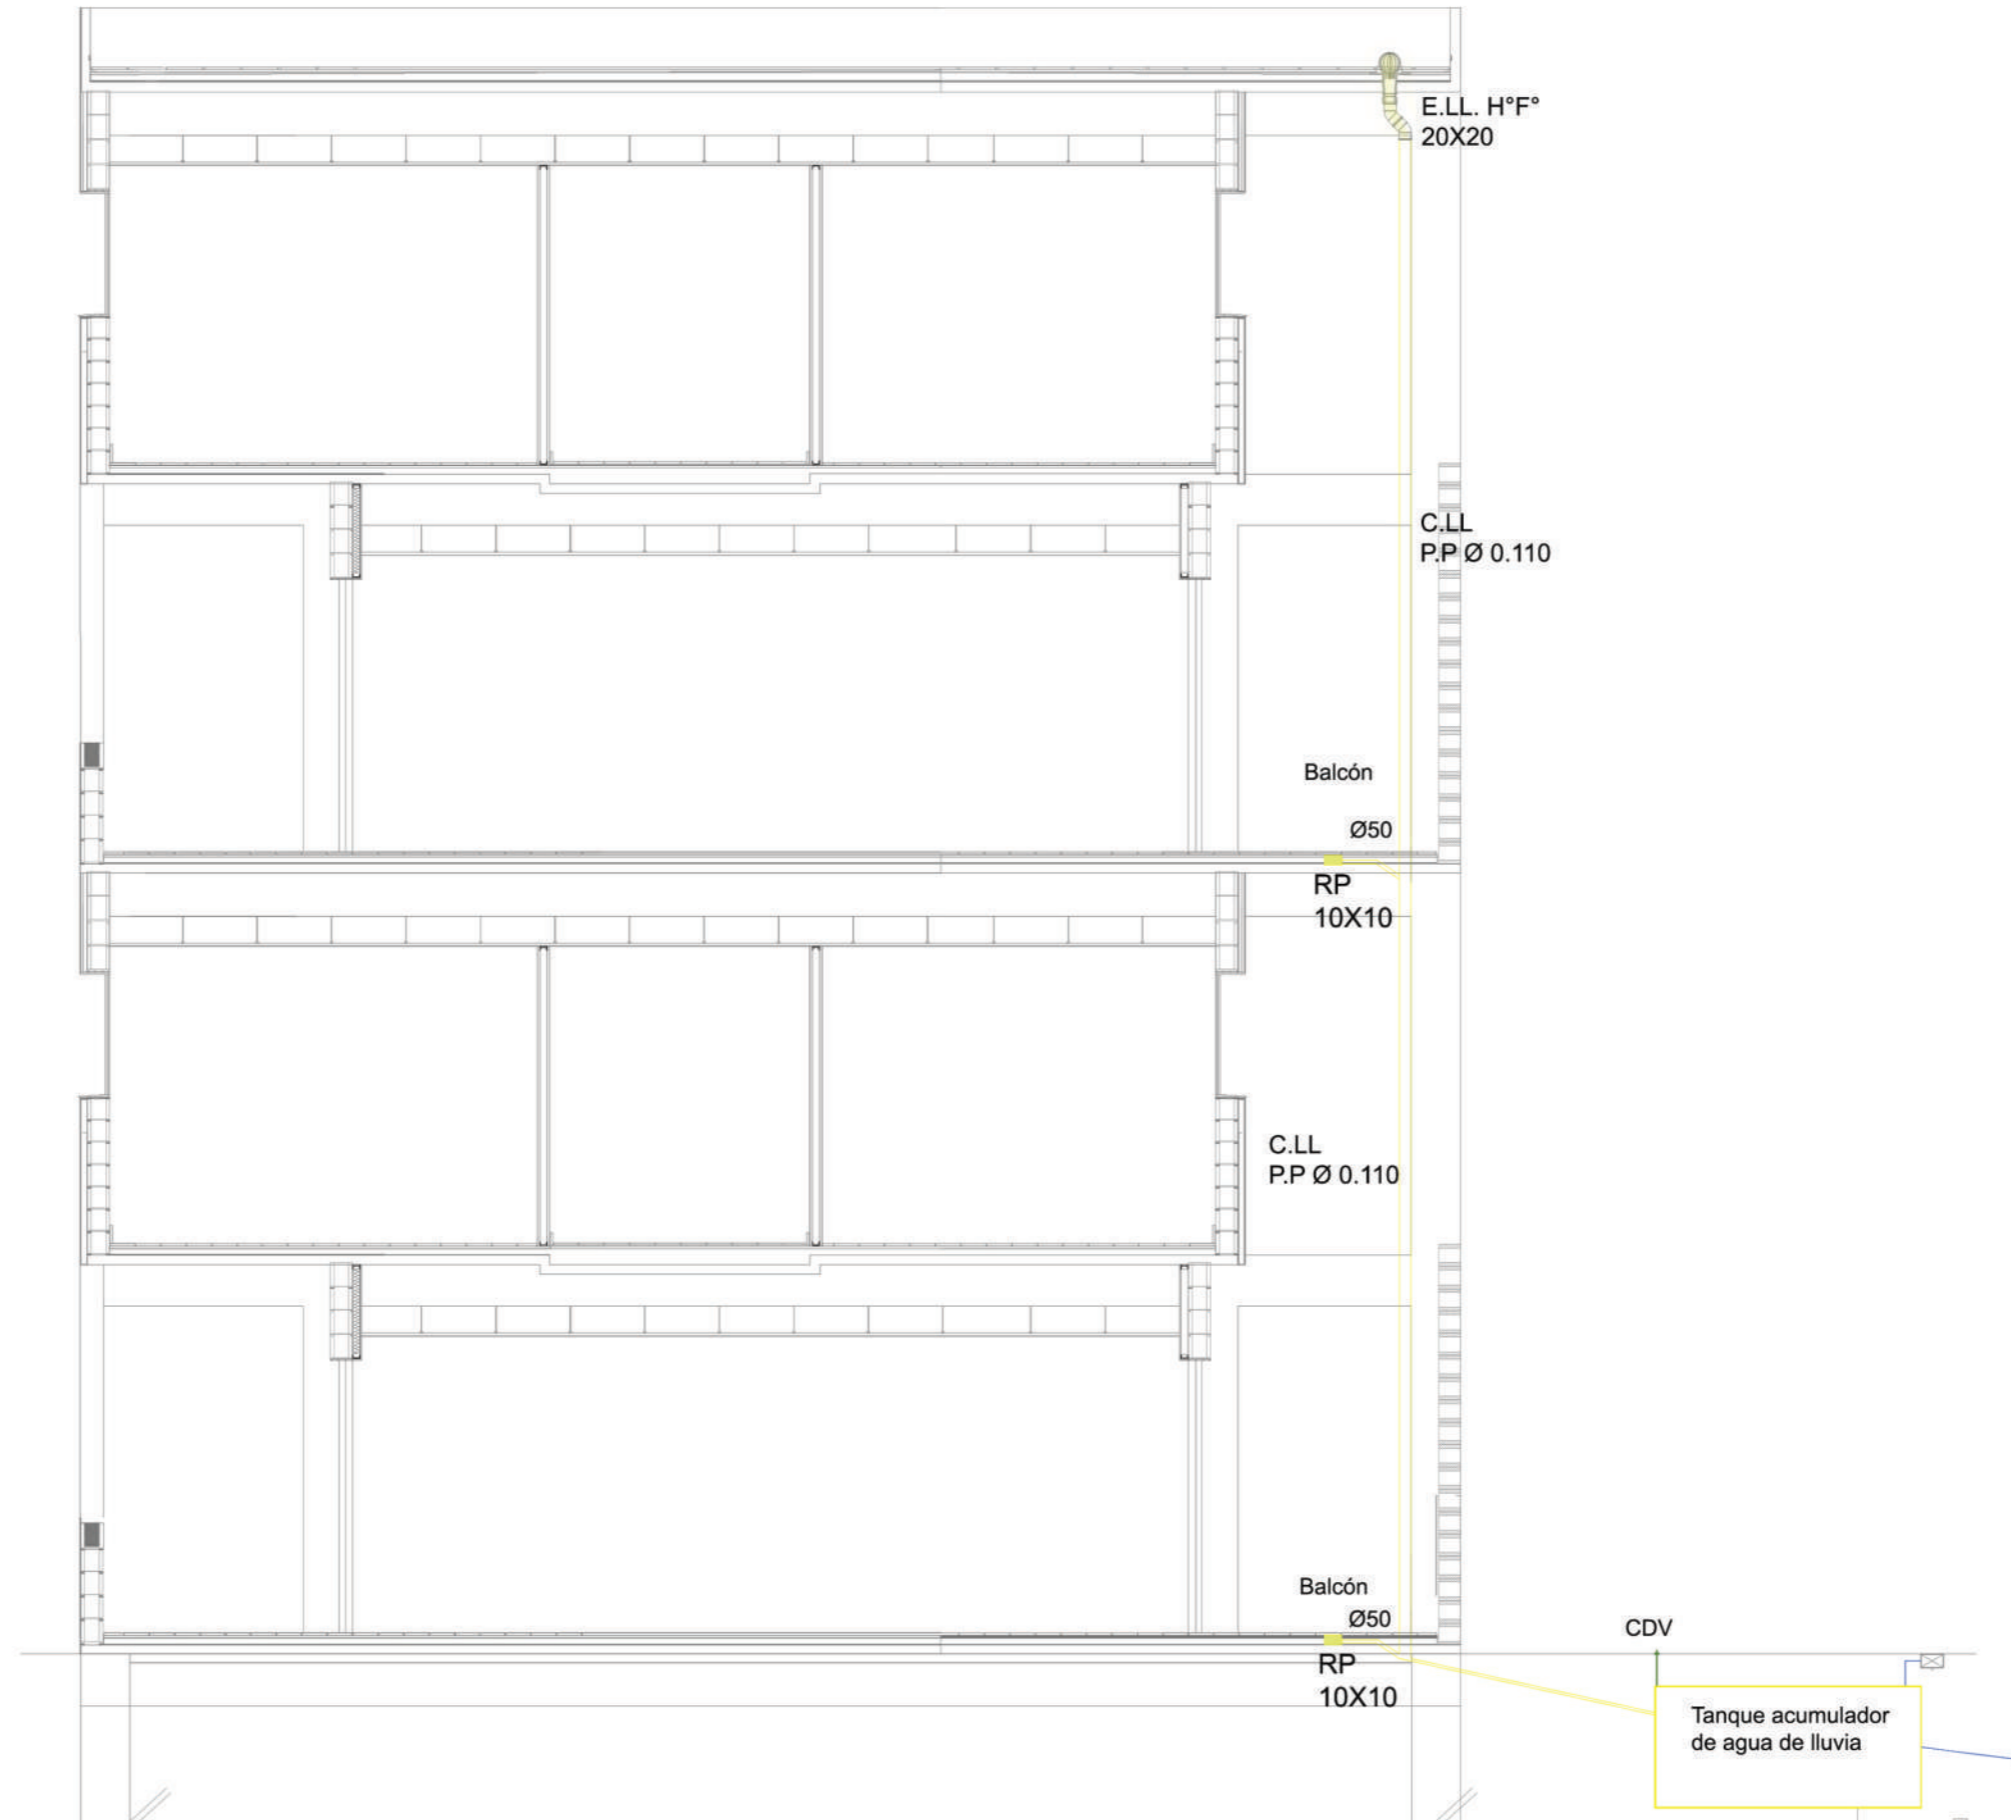 E.LL. H°F°
20X20
C.LL
P.P Ø 0.110
Balcón
Ø50
RP
10X10
C.LL
P.P Ø 0.110
Balcón
Ø50
RP
10X10
CDV
Tanque acumulador
de agua de lluvia